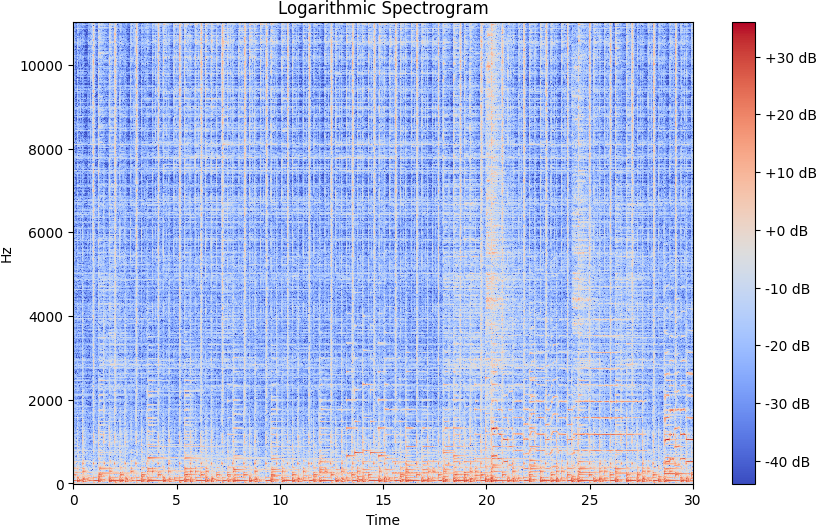 Logarithmic Spectrogram
Hz
10000
8000
6000
4000
2000
0
0 5 10 15 20 25 30
Time
+30 dB
+20 dB
+10 dB
+0 dB
-10 dB
-20 dB
-30 dB
-40 dB